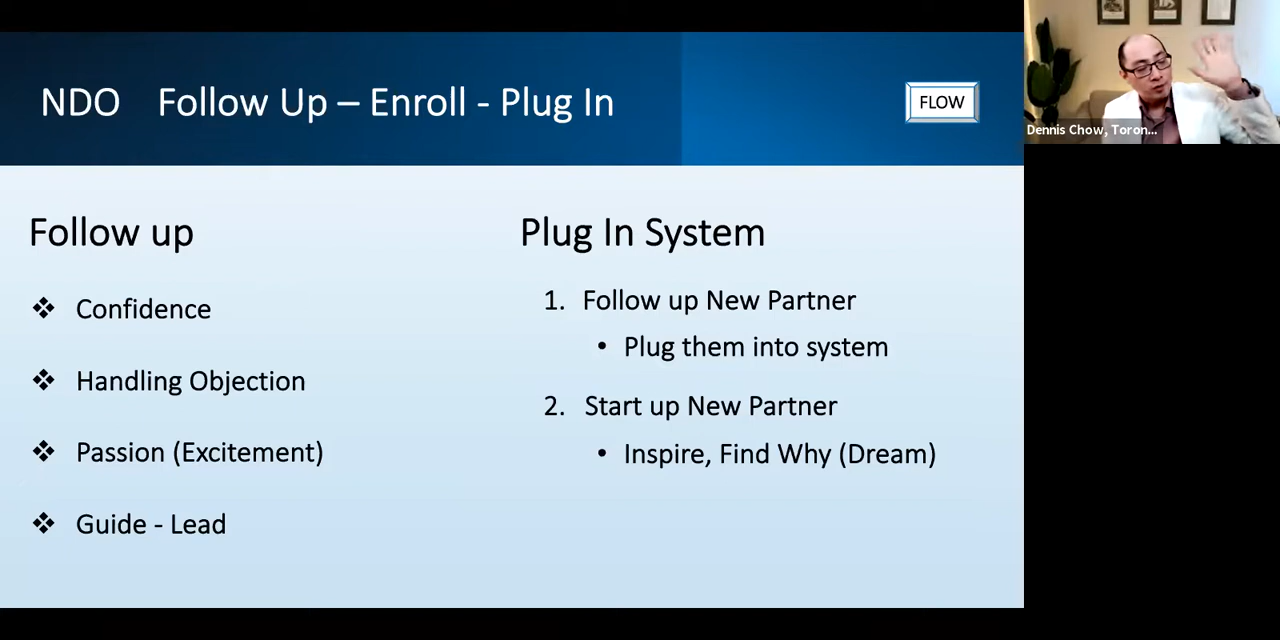 NDO Follow Up – Enroll - Plug In
FLOW
Dennis Chow, Toron...
Follow up
❖ Confidence
❖ Handling Objection
❖ Passion (Excitement)
❖ Guide - Lead
Plug In System
1. Follow up New Partner
• Plug them into system
2. Start up New Partner
• Inspire, Find Why (Dream)